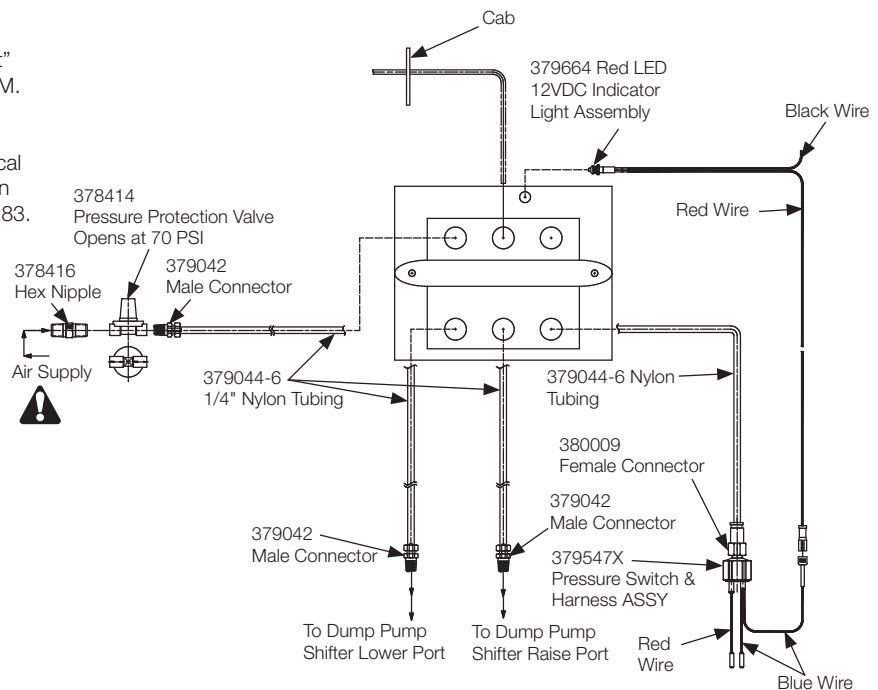 t”
M.
cal
n
83.
Cab
379664 Red LED
12VDC Indicator
Light Assembly
Black Wire
Red Wire
378414
Pressure Protection Valve
Opens at 70 PSI
378416
Hex Nipple
379042
Male Connector
Air Supply
379044-6
1/4" Nylon Tubing
379044-6 Nylon
Tubing
380009
Female Connector
379042
Male Connector
379042
Male Connector
379547X
Pressure Switch &
Harness ASSY
To Dump Pump
Shifter Lower Port
To Dump Pump
Shifter Raise Port
Red
Wire
Blue Wire